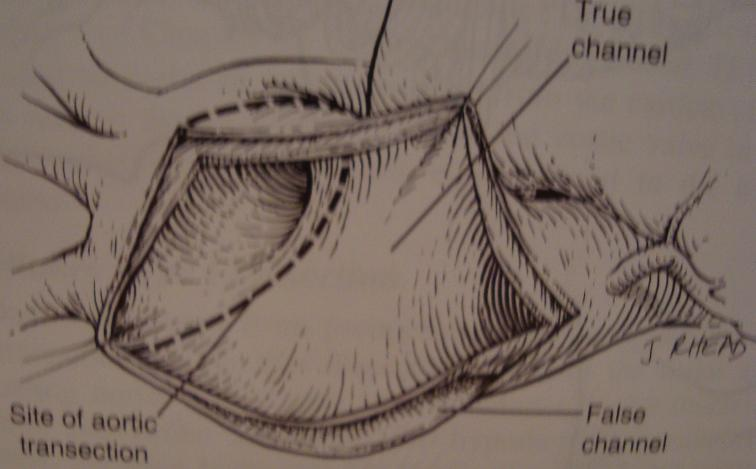 True
channel
J. RHEAD
Site of aortic
transection
False
channel